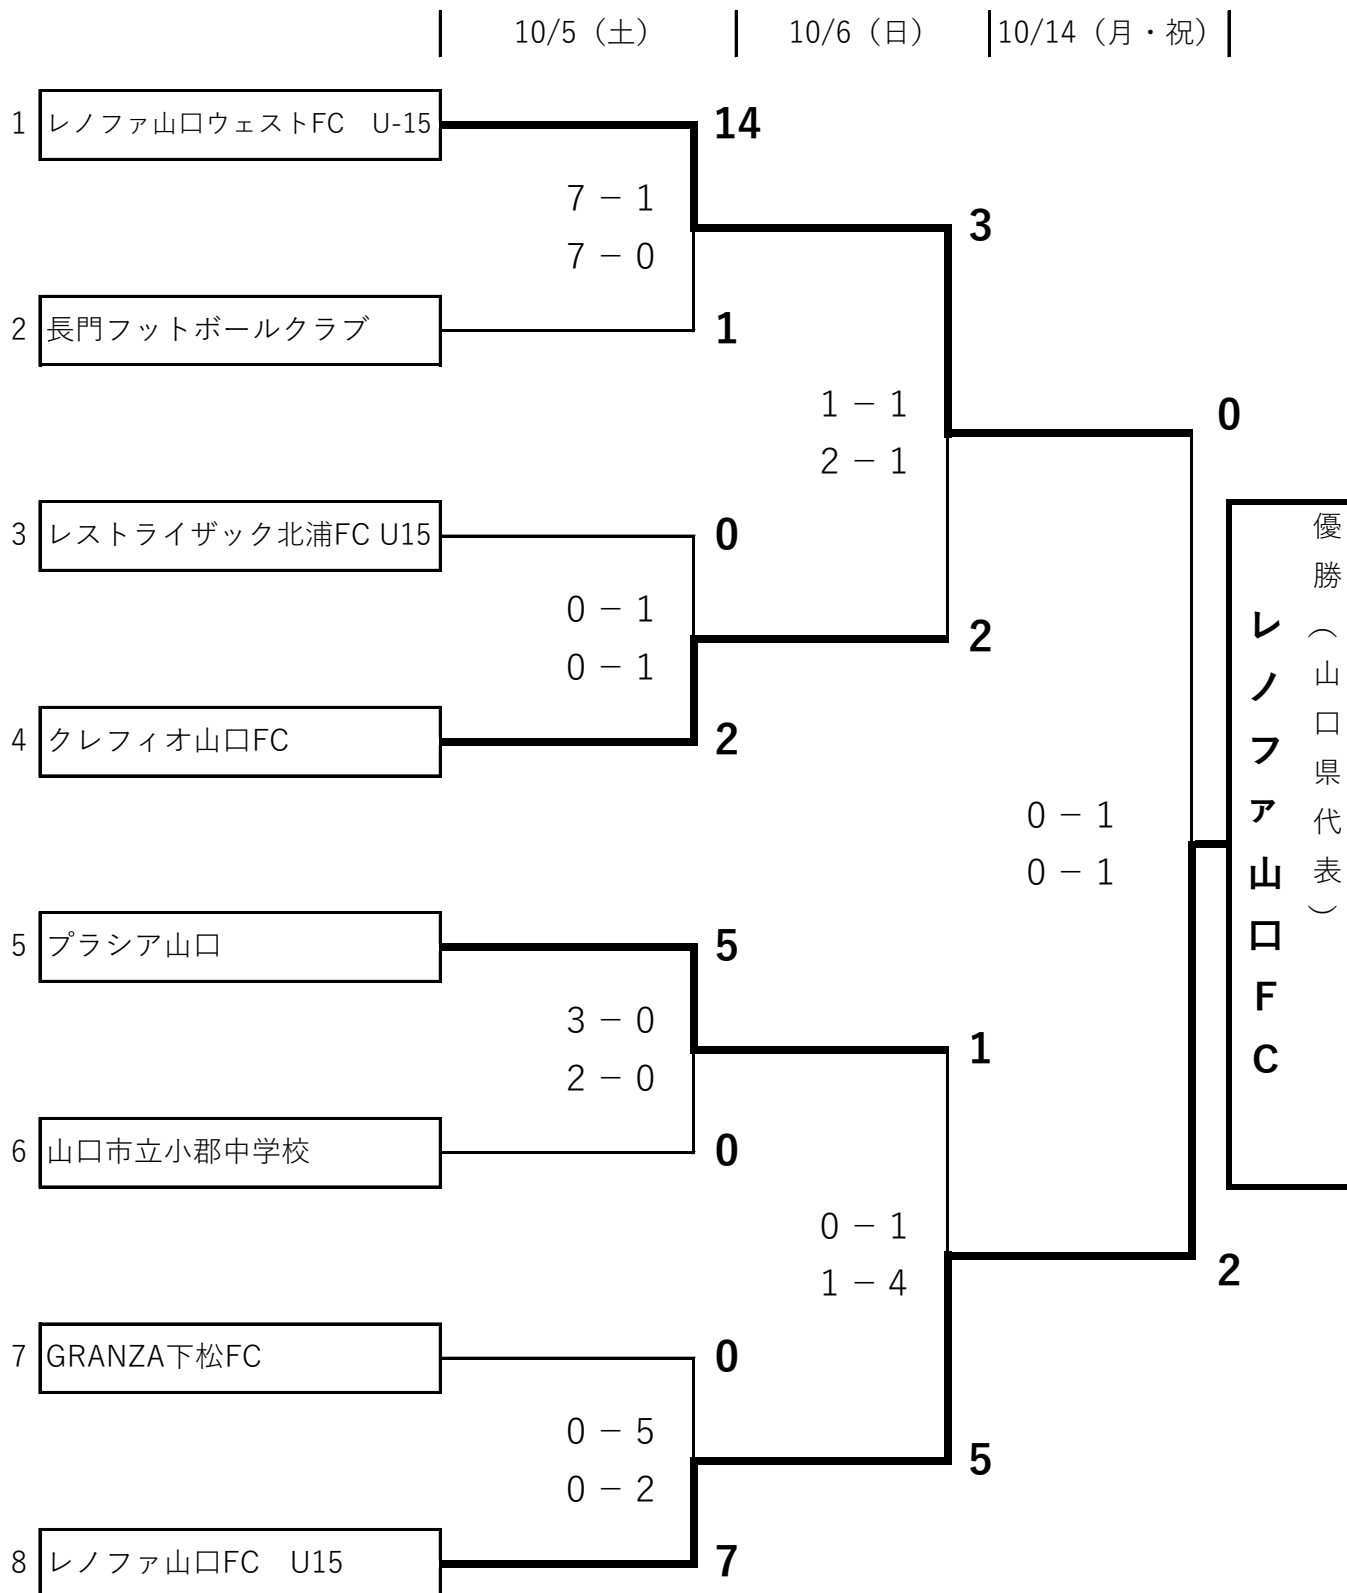 10/5（土）
10/6（日）
10/14（月・祝）
1
レノファ山口ウェストFC　U-15
14
7 − 1
7 − 0
3
2
長門フットボールクラブ
1
1 − 1
2 − 1
0
3
レストライザック北浦FC U15
0
0 − 1
0 − 1
2
4
クレフィオ山口FC
2
0 − 1
0 − 1
優勝（山口県代表）
レノファ山口FC
5
プラシア山口
5
3 − 0
2 − 0
1
6
山口市立小郡中学校
0
0 − 1
1 − 4
2
7
GRANZA下松FC
0
0 − 5
0 − 2
5
8
レノファ山口FC　U15
7